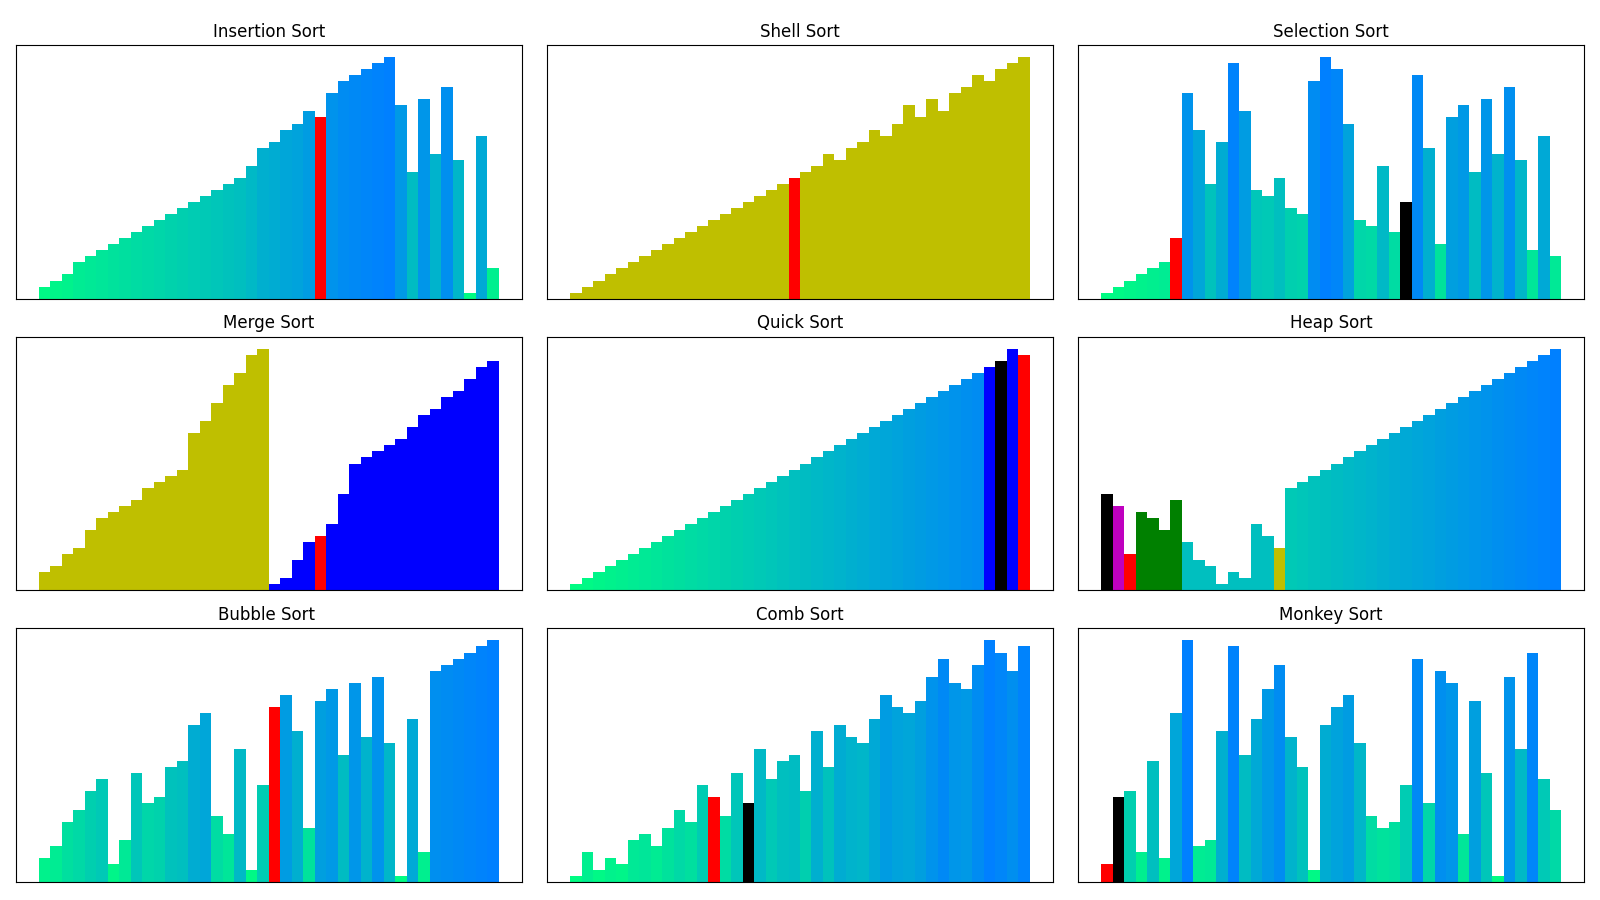 Insertion Sort
Shell Sort
Selection Sort
Merge Sort
Quick Sort
Heap Sort
Bubble Sort
Comb Sort
Monkey Sort